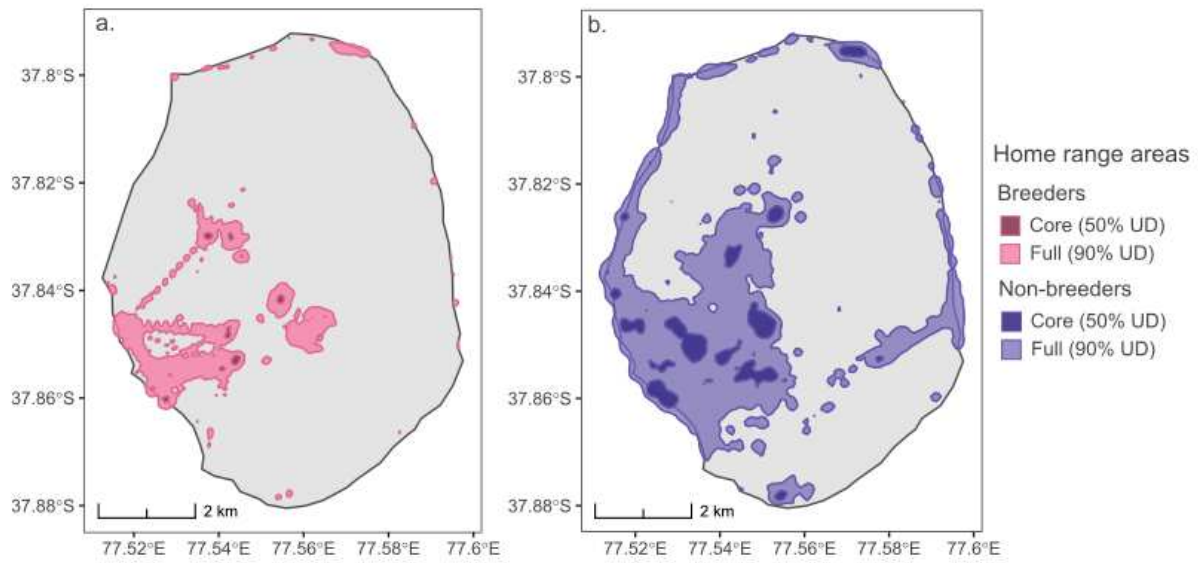 a.
37.8°S
37.82°S
37.84°S
37.86°S
37.88°S
2 km
77.52°E
77.54°E
77.56°E
77.58°E
77.6°E
b.
37.8°S
37.82°S
37.84°S
37.86°S
37.88°S
2 km
77.52°E
77.54°E
77.56°E
77.58°E
77.6°E
Home range areas
Breeders
Core (50% UD)
Full (90% UD)
Non-breeders
Core (50% UD)
Full (90% UD)